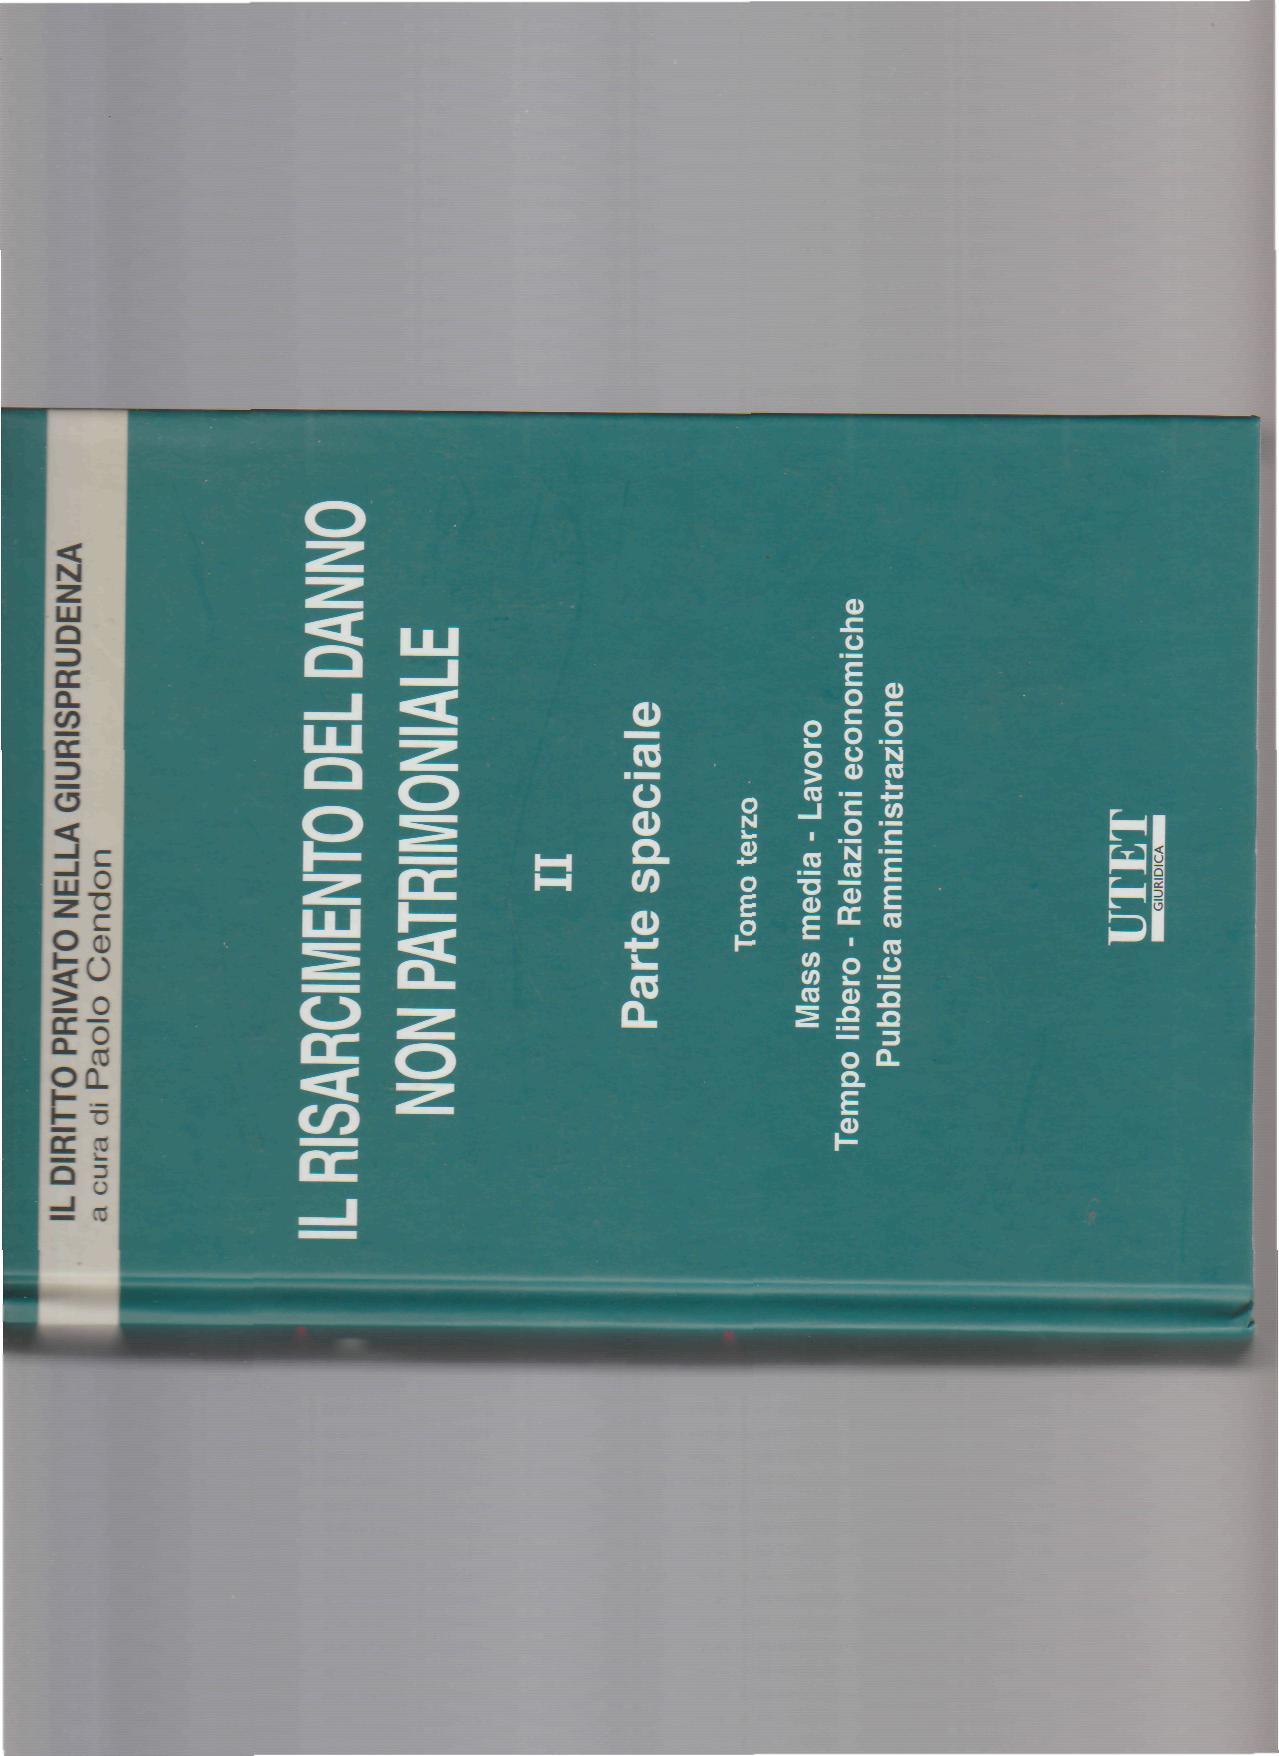 IL DIRITTO PRIVATO NELLA GIURISPRUDENZA
a cura di Paolo Cendon
IL RISARCIMENTO DEL DANNO
NON PATRIMONIALE
II
Parte speciale
Tomo terzo
Mass media - Lavoro
Tempo libero - Relazioni economiche
Pubblica amministrazione
UTET
GIURIDICA